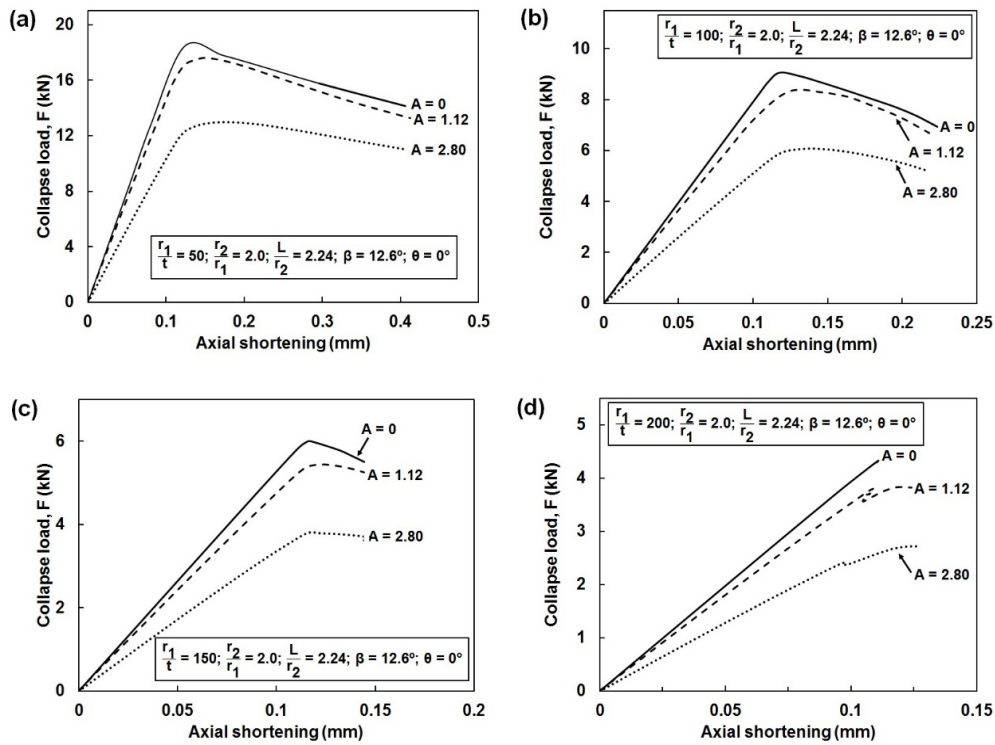 (a)
Collapse load, F (kN)
20
16
12
8
4
0
A = 0
A = 1.12
A = 2.80
r1/t = 50; r2/r1 = 2.0; L/r2 = 2.24; β = 12.6º; θ = 0°
0 0.1 0.2 0.3 0.4 0.5
Axial shortening (mm)
(b)
Collapse load, F (kN)
10
8
6
4
2
0
r1/t = 100; r2/r1 = 2.0; L/r2 = 2.24; β = 12.6º; θ = 0°
A = 0
A = 1.12
A = 2.80
0 0.05 0.1 0.15 0.2 0.25
Axial shortening (mm)
(c)
Collapse load, F (kN)
6
4
2
0
A = 0
A = 1.12
A = 2.80
r1/t = 150; r2/r1 = 2.0; L/r2 = 2.24; β = 12.6º; θ = 0°
0 0.05 0.1 0.15 0.2
Axial shortening (mm)
(d)
Collapse load, F (kN)
5
4
3
2
1
0
r1/t = 200; r2/r1 = 2.0; L/r2 = 2.24; β = 12.6º; θ = 0°
A = 0
A = 1.12
A = 2.80
0 0.05 0.1 0.15
Axial shortening (mm)